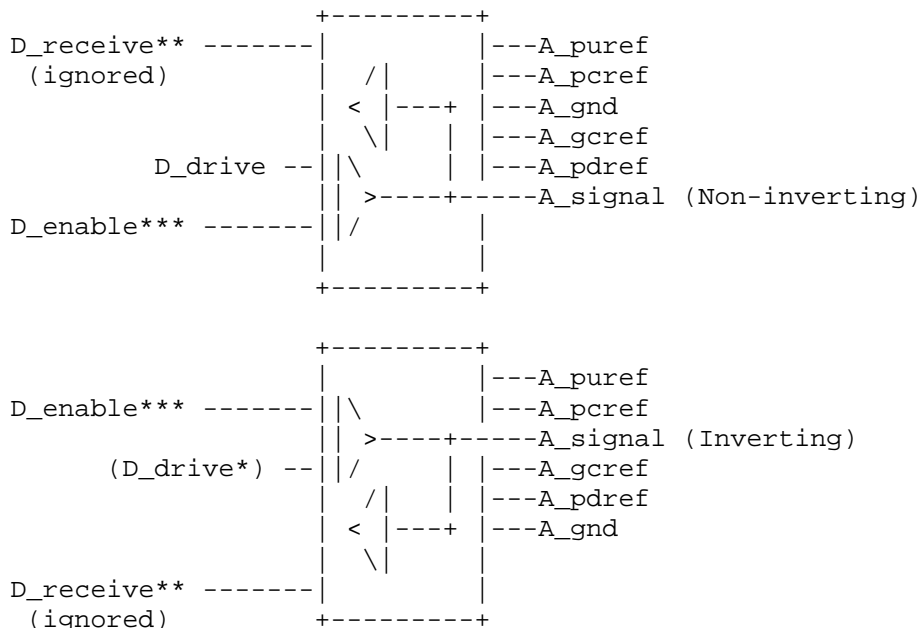 +---------+
D_receive** -------|         |---A_puref
 (ignored)         |  /|     |---A_pcref
                   | < |---+ |---A_gnd
                   |  \|   | |---A_gcref
         D_drive --||\     | |---A_pdref
                   || >----+-----A_signal (Non-inverting)
D_enable*** -------||/       |
                   |         |
                   +---------+

                   +---------+
                   |         |---A_puref
D_enable*** -------||\       |---A_pcref
                   || >----+-----A_signal (Inverting)
      (D_drive*) --||/     | |---A_gcref
                   |  /|   | |---A_pdref
                   | < |---+ |---A_gnd
                   |  \|     |
D_receive** -------|         |
 (ignored)         +---------+